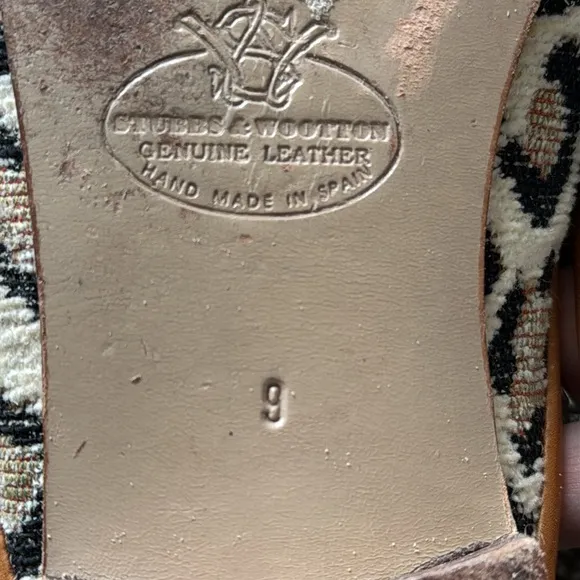 STUBBS & WOOTTON
GENUINE LEATHER
HAND MADE IN SPAIN
9